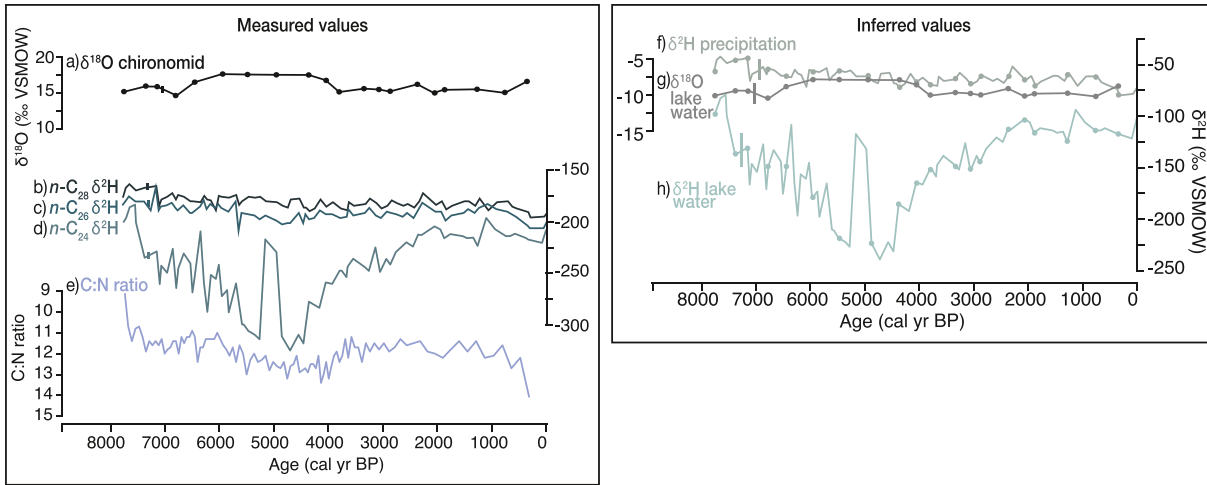 Measured values
δ¹⁸O (‰ VSMOW)
20
15
10
a) δ¹⁸O chironomid
b) n-C₂₈ δ²H
c) n-C₂₆ δ²H
d) n-C₂₄ δ²H
-150
-200
-250
-300
e) C:N ratio
C:N ratio
9
10
11
12
13
14
15
8000 7000 6000 5000 4000 3000 2000 1000 0
Age (cal yr BP)
Inferred values
-5
-10
-15
f) δ²H precipitation
g) δ¹⁸O
lake
water
h) δ²H lake
water
-50
-100
-150
-200
-250
δ²H (‰ VSMOW)
8000 7000 6000 5000 4000 3000 2000 1000 0
Age (cal yr BP)